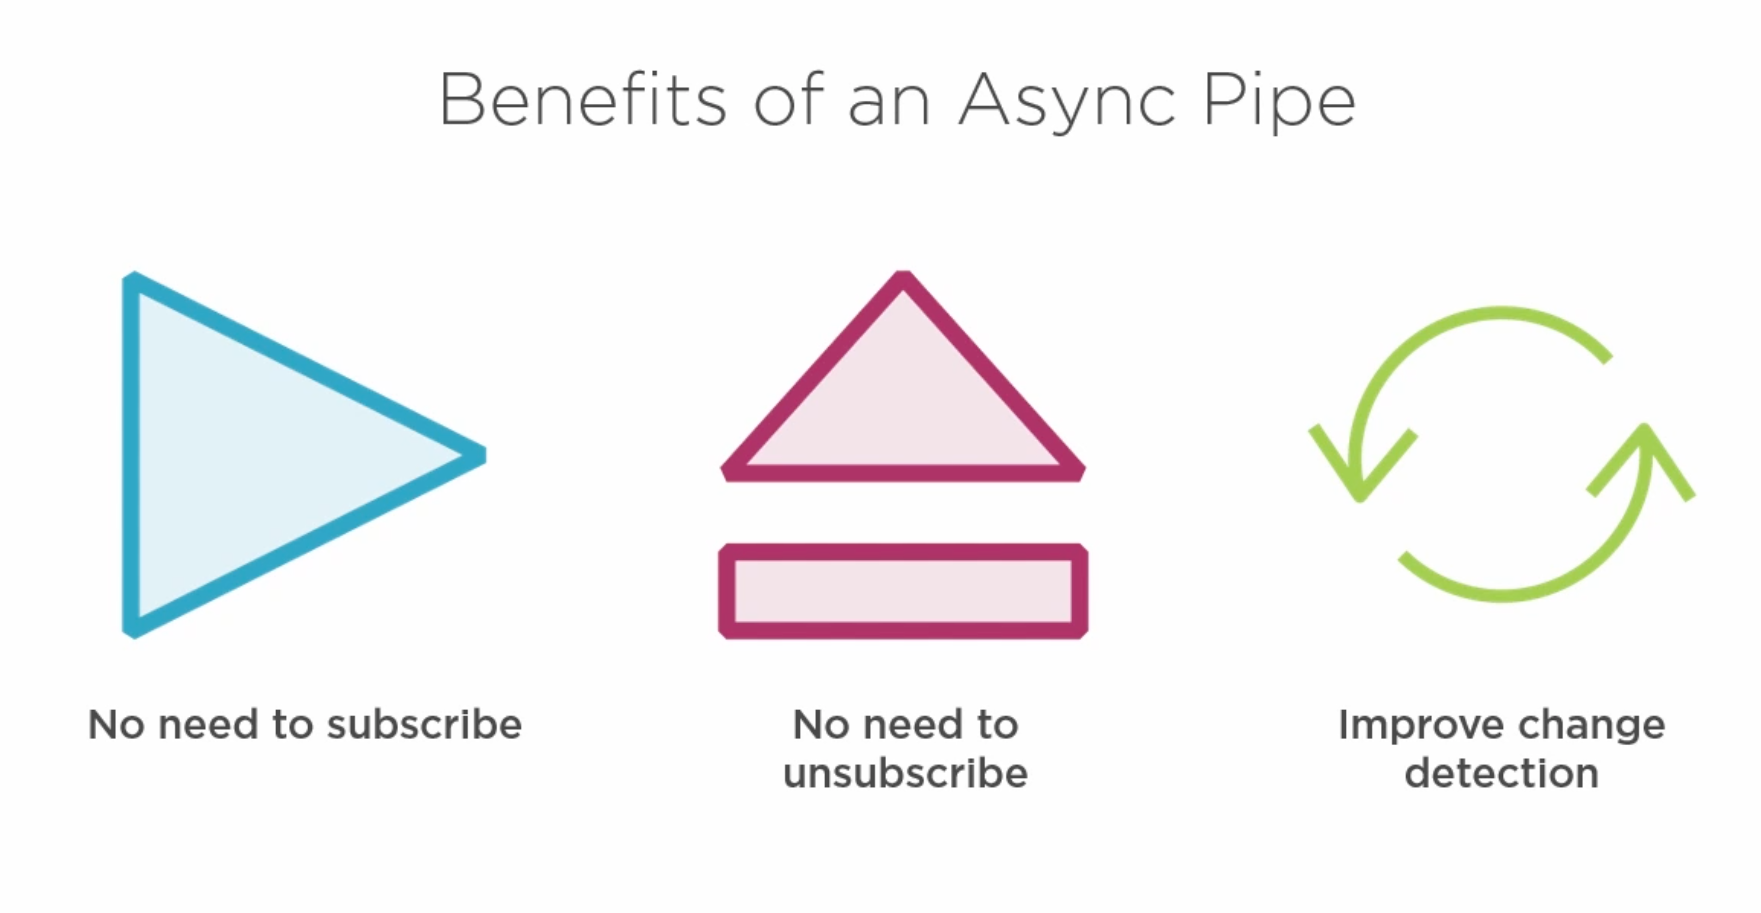 Benefits of an Async Pipe
No need to subscribe
No need to
unsubscribe
Improve change
detection